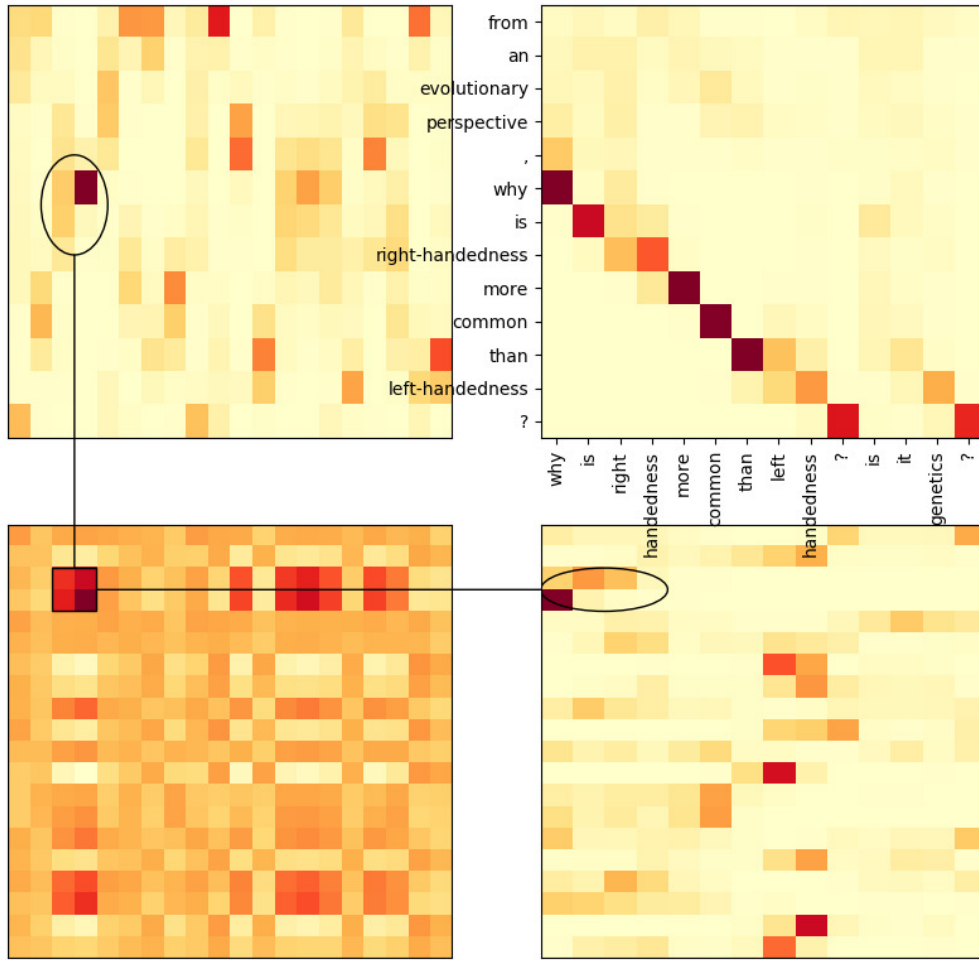 from
an
evolutionary
perspective
,
why
is
right-handedness
more
common
than
left-handedness
?
why
is
right
handedness
more
common
than
left
handedness
?
is
it
genetics
?